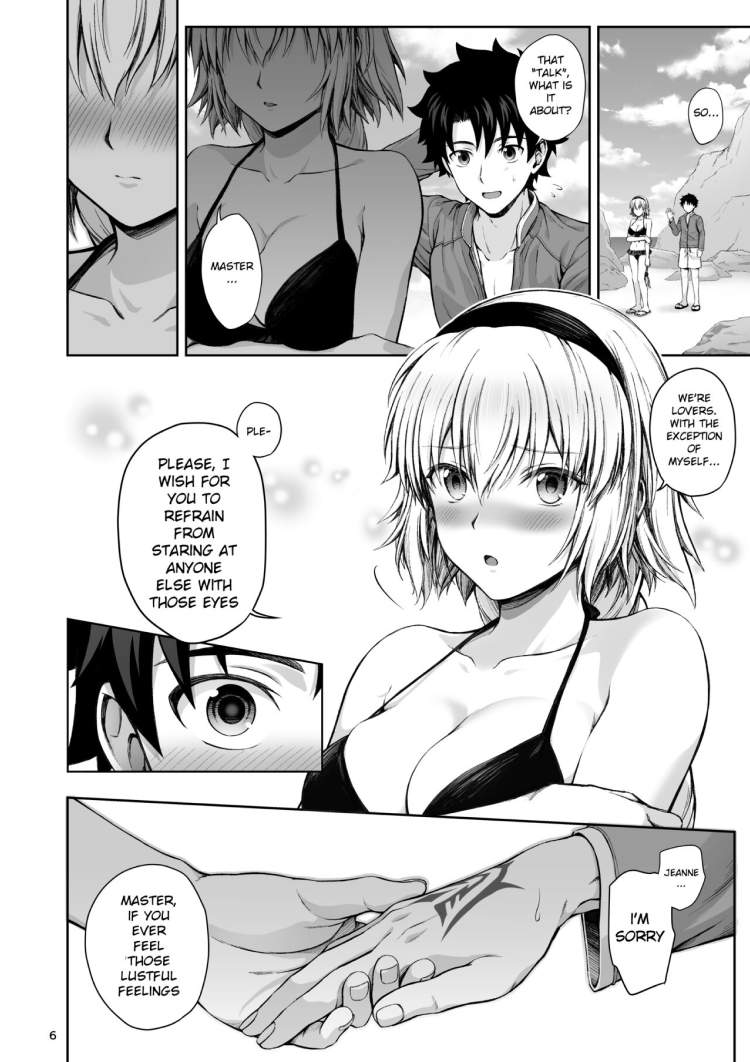 SO...
THAT
"TALK",
WHAT IS
IT
ABOUT?
MASTER
...
WE'RE
LOVERS.
WITH THE
EXCEPTION
OF
MYSELF...
PLE-
PLEASE, I
WISH FOR
YOU TO
REFRAIN
FROM
STARING AT
ANYONE
ELSE WITH
THOSE EYES
JEANNE
...
I'M
SORRY
MASTER,
IF YOU
EVER
FEEL
THOSE
LUSTFUL
FEELINGS
6